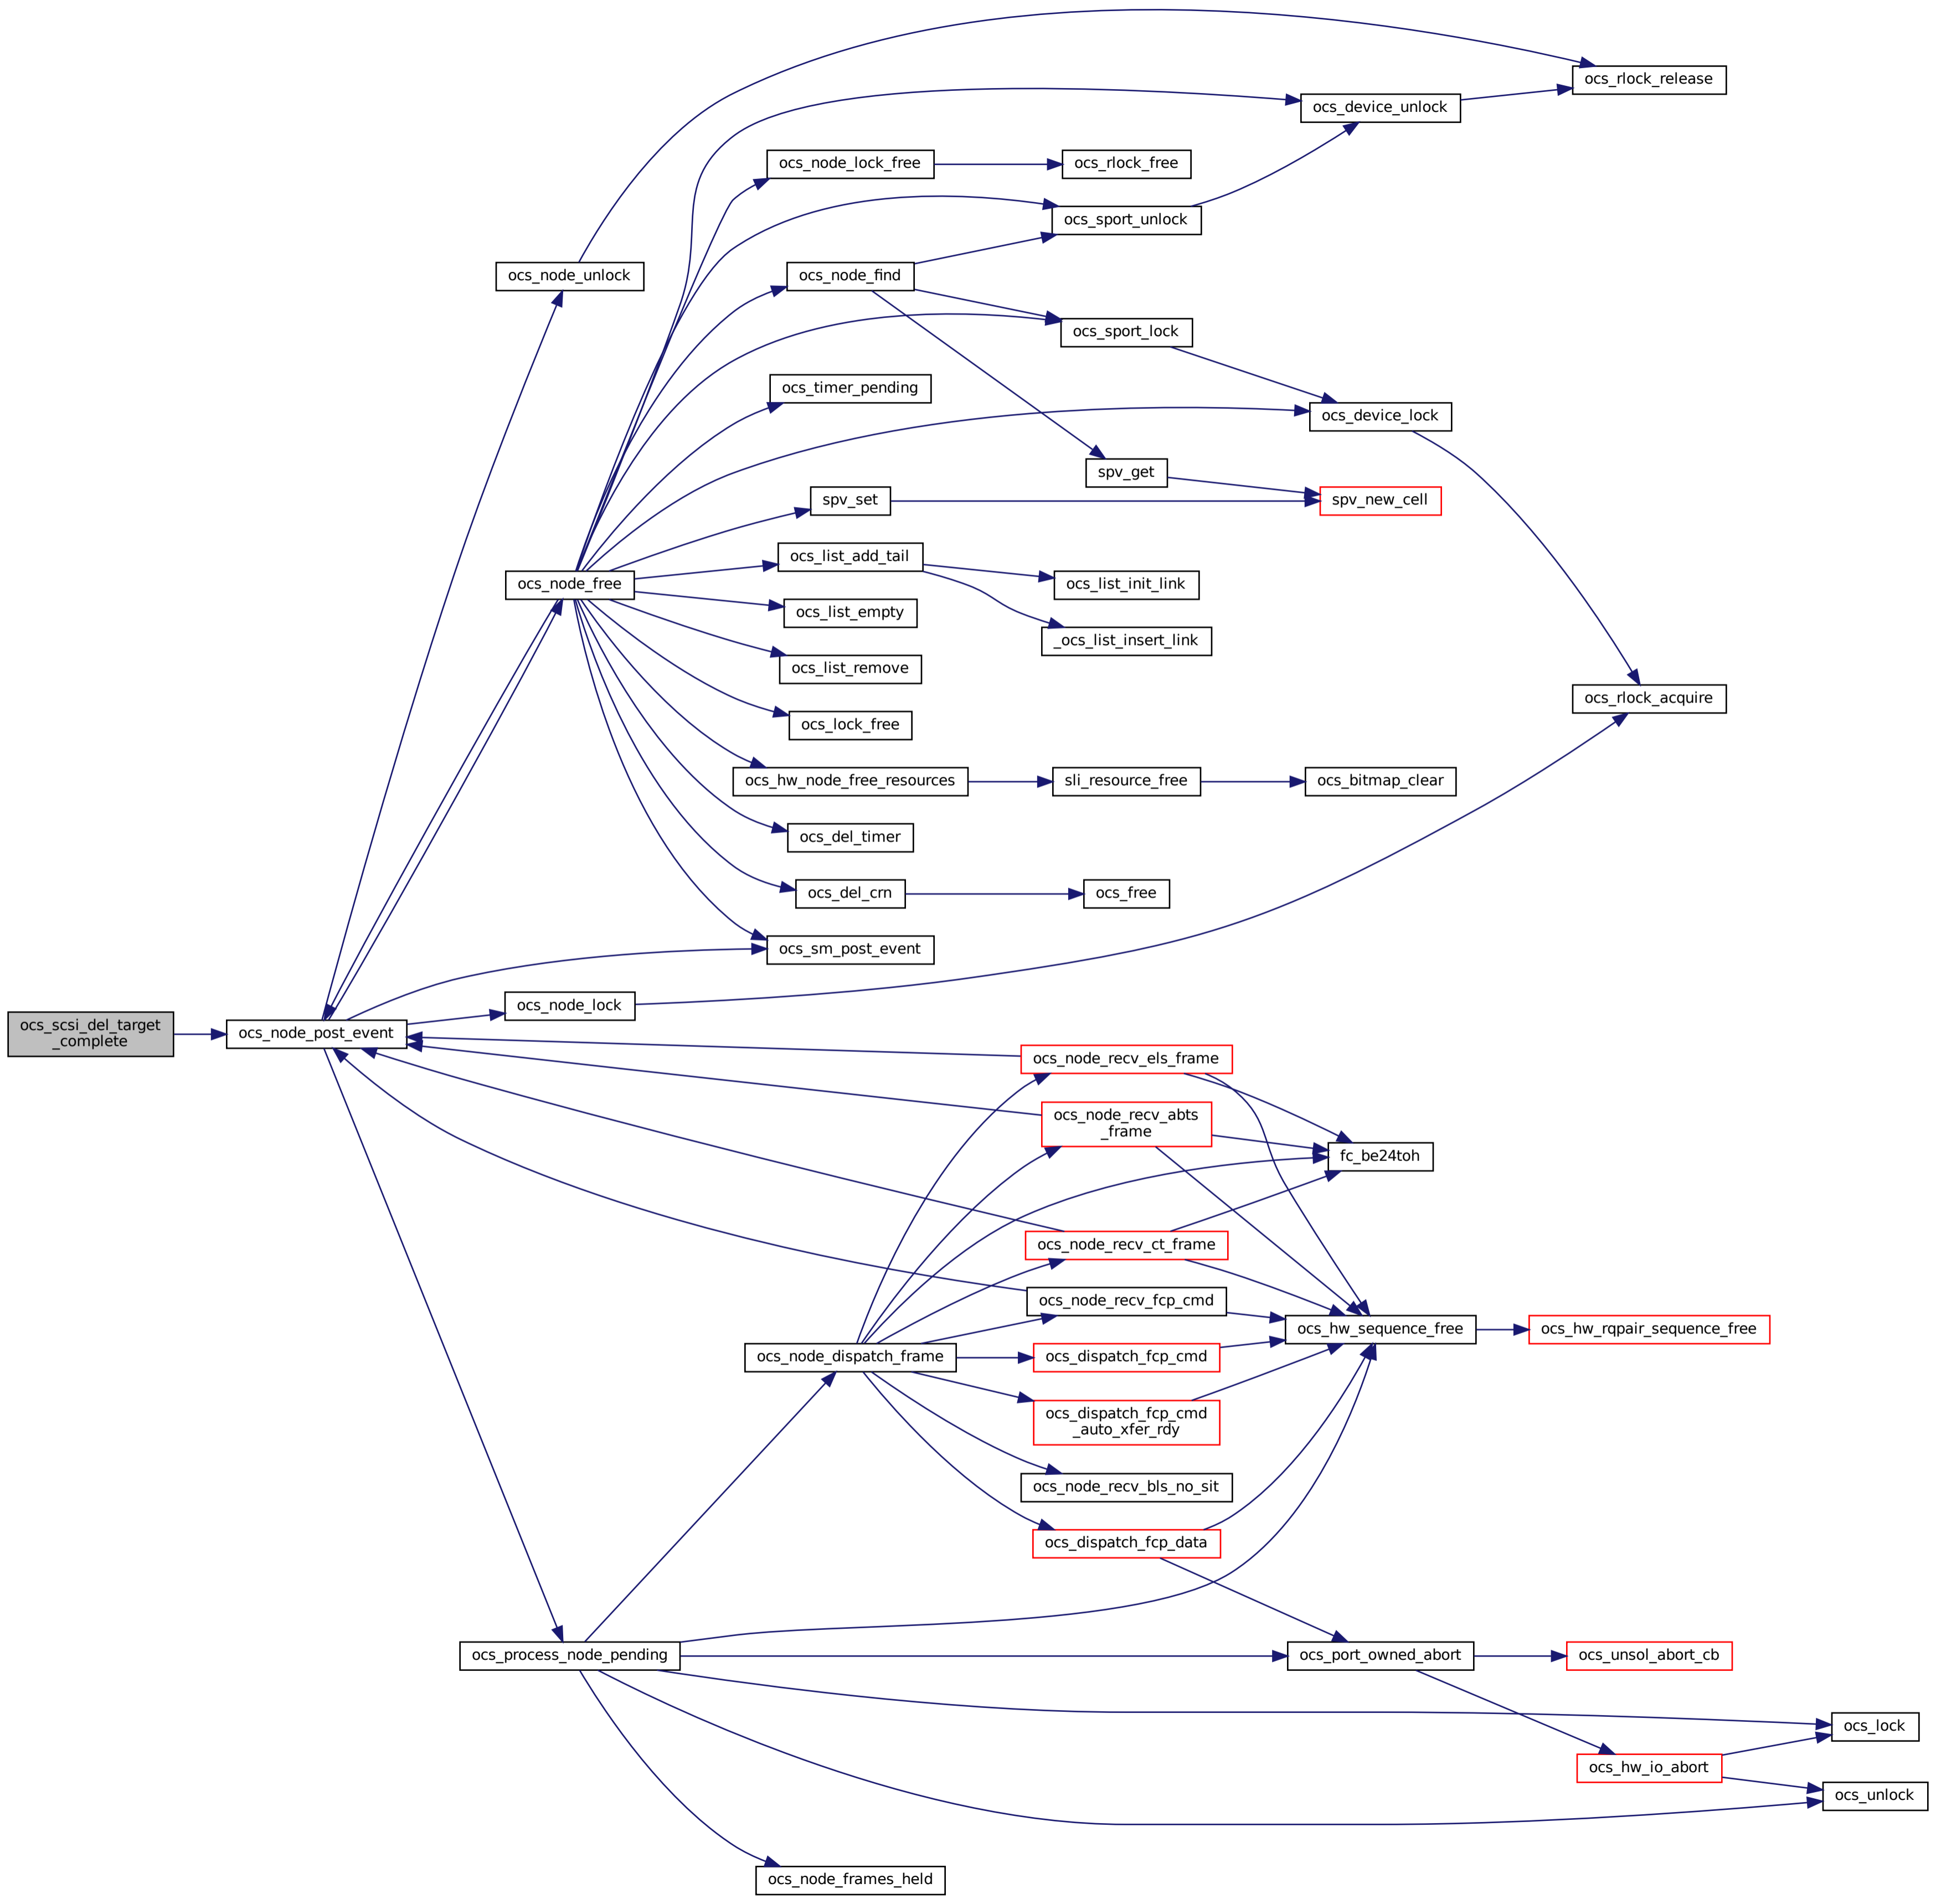 ocs_rlock_release
ocs_device_unlock
ocs_node_lock_free
ocs_rlock_free
ocs_sport_unlock
ocs_node_unlock
ocs_node_find
ocs_sport_lock
ocs_timer_pending
ocs_device_lock
spv_get
spv_set
spv_new_cell
ocs_list_add_tail
ocs_node_free
ocs_list_init_link
ocs_list_empty
_ocs_list_insert_link
ocs_list_remove
ocs_rlock_acquire
ocs_lock_free
ocs_hw_node_free_resources
sli_resource_free
ocs_bitmap_clear
ocs_del_timer
ocs_del_crn
ocs_free
ocs_sm_post_event
ocs_node_lock
ocs_scsi_del_target
_complete
ocs_node_post_event
ocs_node_recv_els_frame
ocs_node_recv_abts
_frame
fc_be24toh
ocs_node_recv_ct_frame
ocs_node_recv_fcp_cmd
ocs_hw_sequence_free
ocs_hw_rqpair_sequence_free
ocs_node_dispatch_frame
ocs_dispatch_fcp_cmd
ocs_dispatch_fcp_cmd
_auto_xfer_rdy
ocs_node_recv_bls_no_sit
ocs_dispatch_fcp_data
ocs_process_node_pending
ocs_port_owned_abort
ocs_unsol_abort_cb
ocs_lock
ocs_hw_io_abort
ocs_unlock
ocs_node_frames_held